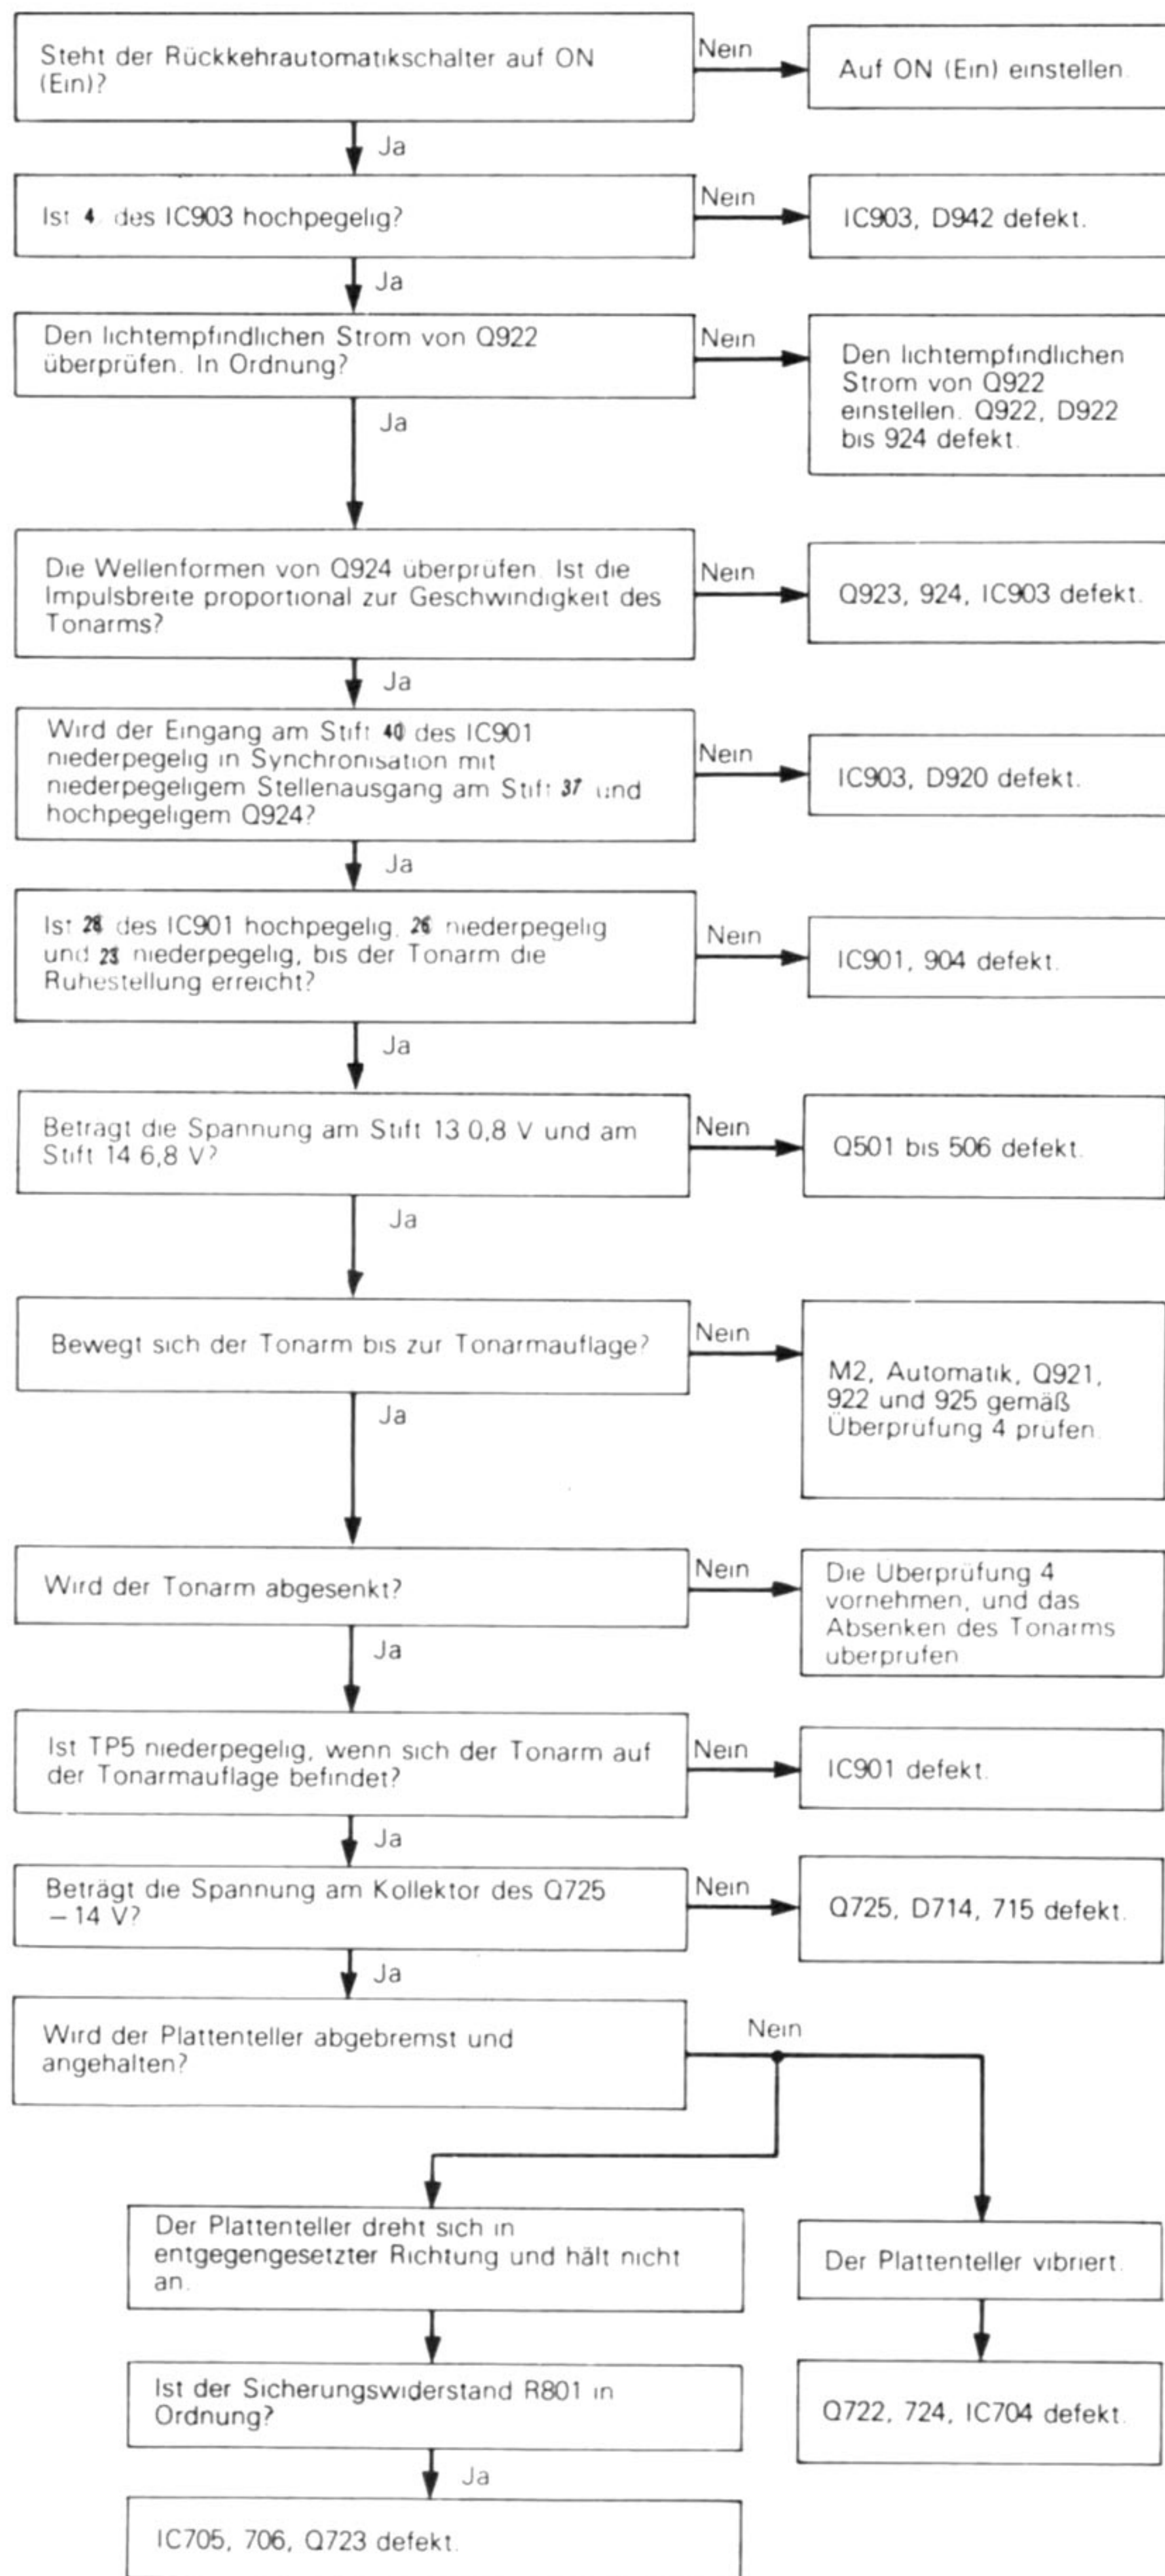 Steht der Rückkehrautomatikschalter auf ON
(Ein)?
Nein
Auf ON (Ein) einstellen.
Ja
Ist 4 des IC903 hochpegelig?
Nein
IC903, D942 defekt.
Ja
Den lichtempfindlichen Strom von Q922
überprüfen. In Ordnung?
Nein
Den lichtempfindlichen
Strom von Q922
einstellen. Q922, D922
bis 924 defekt.
Ja
Die Wellenformen von Q924 überprüfen. Ist die
Impulsbreite proportional zur Geschwindigkeit des
Tonarms?
Nein
Q923, 924, IC903 defekt.
Ja
Wird der Eingang am Stift 40 des IC901
niederpegelig in Synchronisation mit
niederpegeligem Stellenausgang am Stift 37 und
hochpegeligem Q924?
Nein
IC903, D920 defekt.
Ja
Ist des IC901 hochpegelig, 26 niederpegelig
und niederpegelig, bis der Tonarm die
Ruhestellung erreicht?
Nein
IC901, 904 defekt.
Ja
Beträgt die Spannung am Stift 13 0,8 V und am
Stift 14 6,8 V?
Nein
Q501 bis 506 defekt.
Ja
Bewegt sich der Tonarm bis zur Tonarmauflage?
Nein
M2, Automatik, Q921,
922 und 925 gemäß
Überprüfung 4 prüfen.
Ja
Wird der Tonarm abgesenkt?
Nein
Die Überprüfung 4
vornehmen, und das
Absenken des Tonarms
uberprufen
Ja
Ist TP5 niederpegelig, wenn sich der Tonarm auf
der Tonarmauflage befindet?
Nein
IC901 defekt.
Ja
Beträgt die Spannung am Kollektor des Q725
– 14 V?
Nein
Q725, D714, 715 defekt.
Ja
Wird der Plattenteller abgebremst und
angehalten?
Nein
Der Plattenteller dreht sich in
entgegengesetzter Richtung und hält nicht
an.
Der Plattenteller vibriert.
Ist der Sicherungswiderstand R801 in
Ordnung?
Q722, 724, IC704 defekt.
Ja
IC705, 706, Q723 defekt.